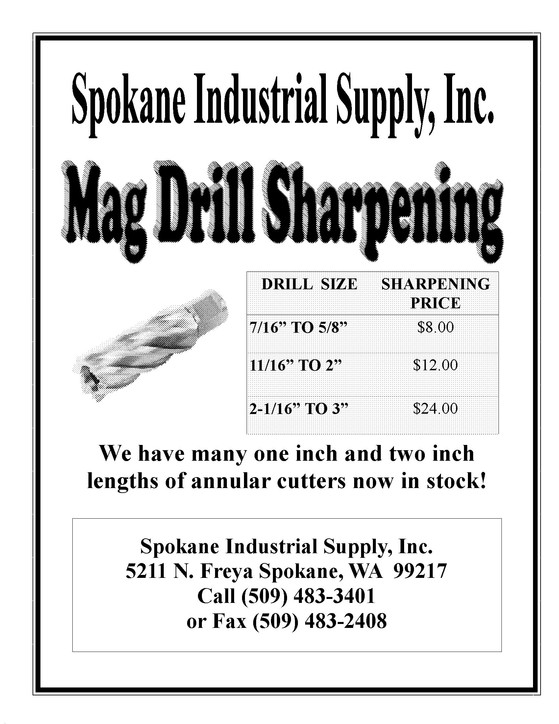 Spokane Industrial Supply, Inc.
Mag Drill Sharpening
DRILL SIZE SHARPENING
PRICE
7/16” TO 5/8” $8.00
11/16” TO 2” $12.00
2-1/16” TO 3” $24.00
We have many one inch and two inch
lengths of annular cutters now in stock!
Spokane Industrial Supply, Inc.
5211 N. Freya Spokane, WA 99217
Call (509) 483-3401
or Fax (509) 483-2408